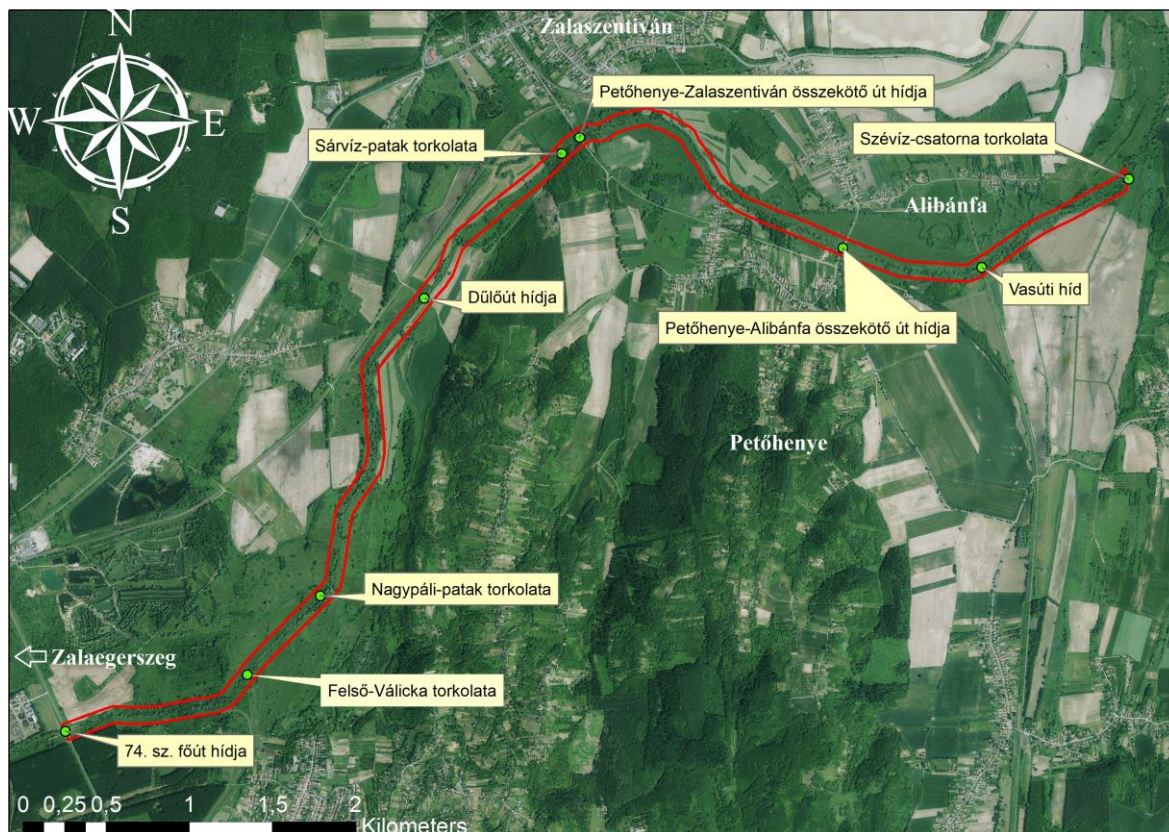 Zalaszentiván
N
W
E
S
Petőhenye-Zalaszentiván összekötő út hídja
Sárvíz-patak torkolata
Szévíz-csatorna torkolata
Alibánfa
Dűlőút hídja
Vasúti híd
Petőhenye-Alibánfa összekötő út hídja
Petőhenye
Nagypáli-patak torkolata
Zalaegerszeg
Felső-Válicka torkolata
74. sz. főút hídja
0 0,25 0,5 1 1,5 2
Kilometers